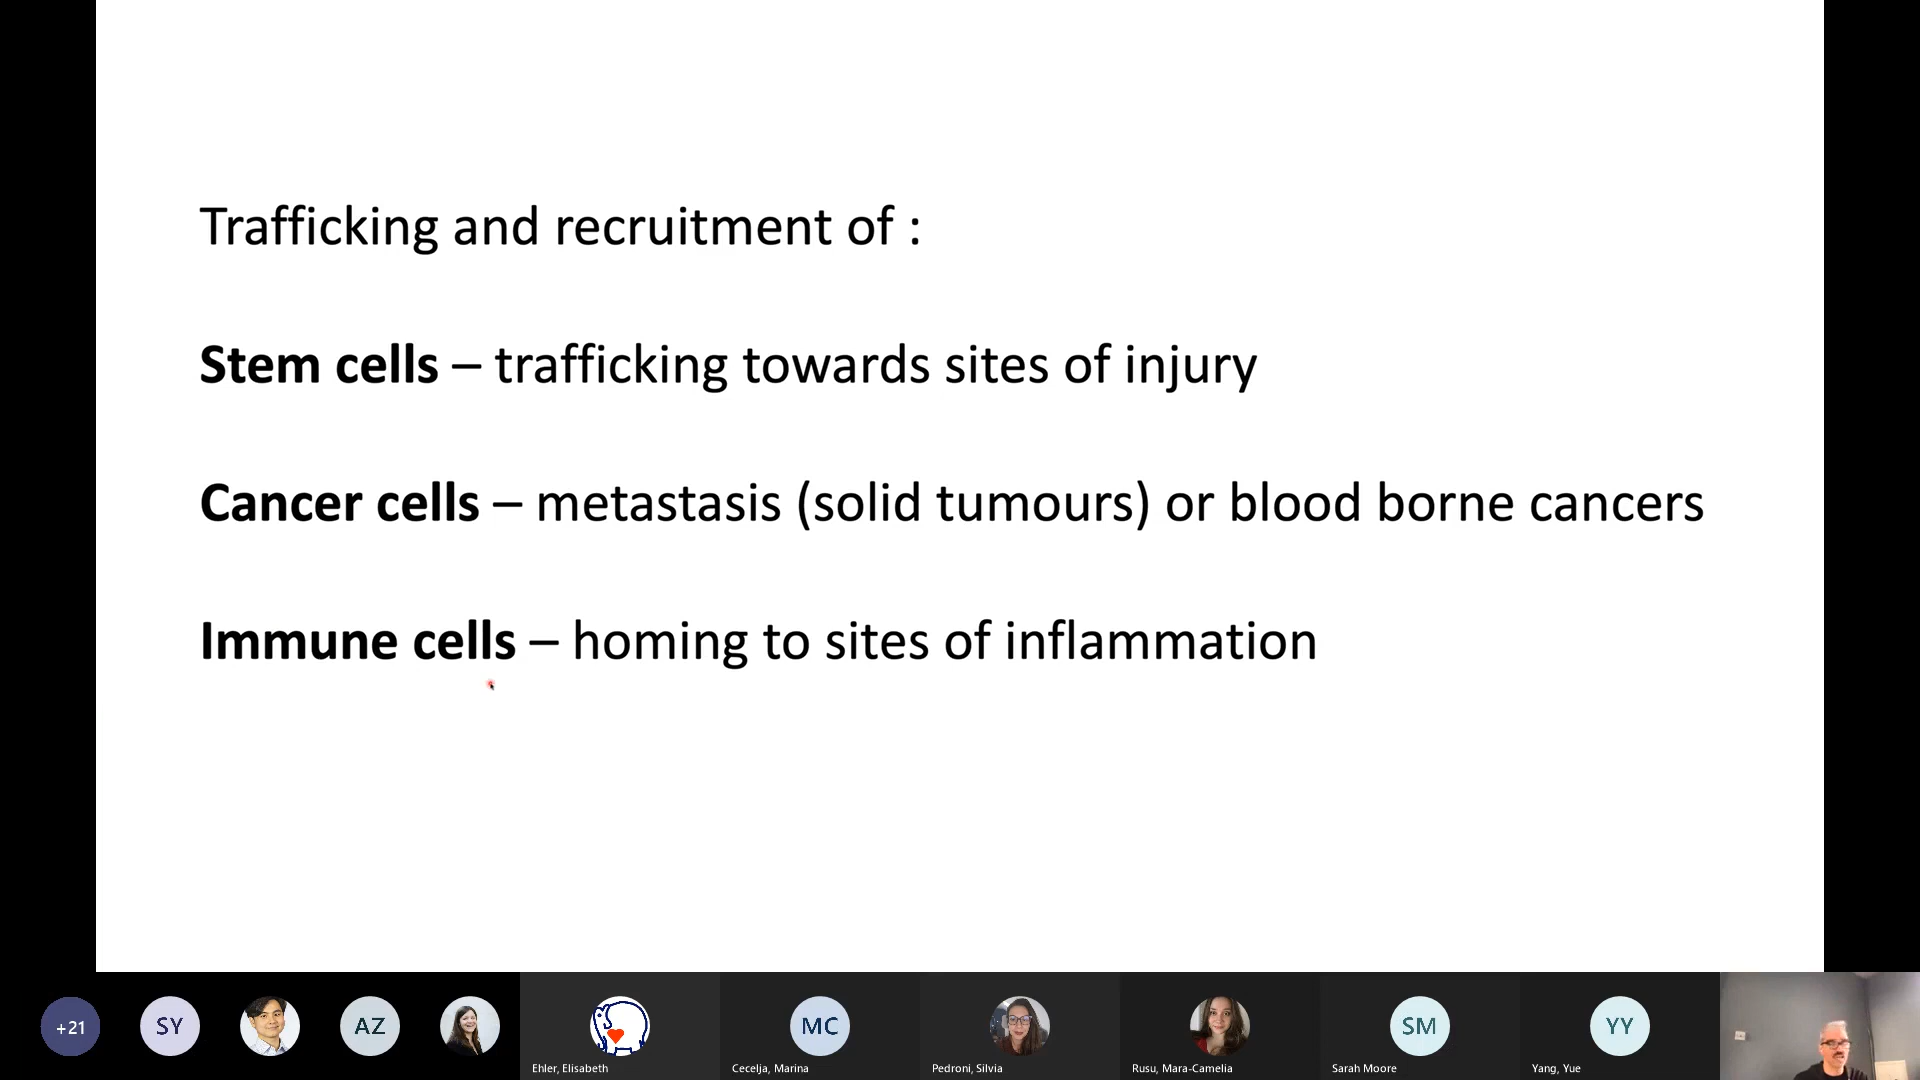 Trafficking and recruitment of :
Stem cells – trafficking towards sites of injury
Cancer cells – metastasis (solid tumours) or blood borne cancers
Immune cells – homing to sites of inflammation
+21
SY
AZ
MC
SM
YY
Ehler, Elisabeth
Cecelja, Marina
Pedroni, Silvia
Rusu, Mara-Camelia
Sarah Moore
Yang, Yue